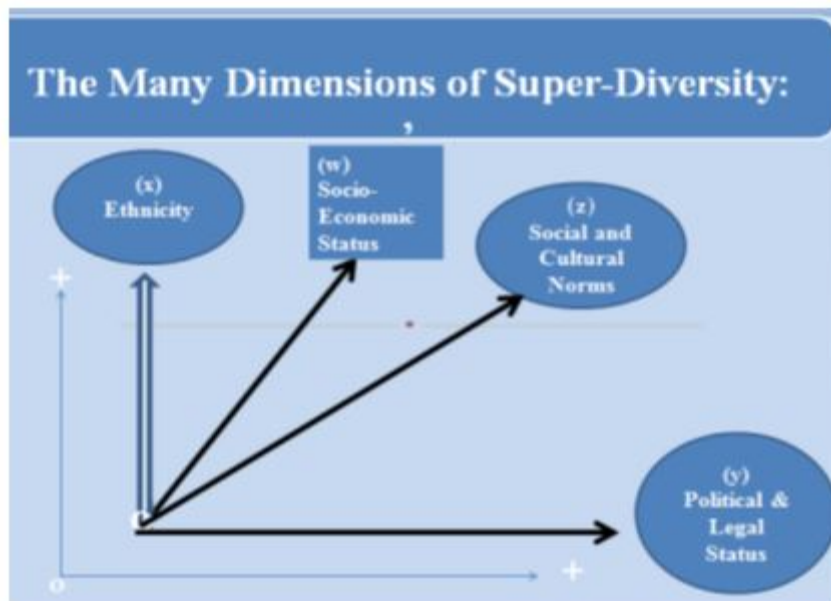 The Many Dimensions of Super-Diversity:
,
(x)
Ethnicity
(w)
Socio-
Economic
Status
(z)
Social and
Cultural
Norms
+
(y)
Political &
Legal
Status
o
+